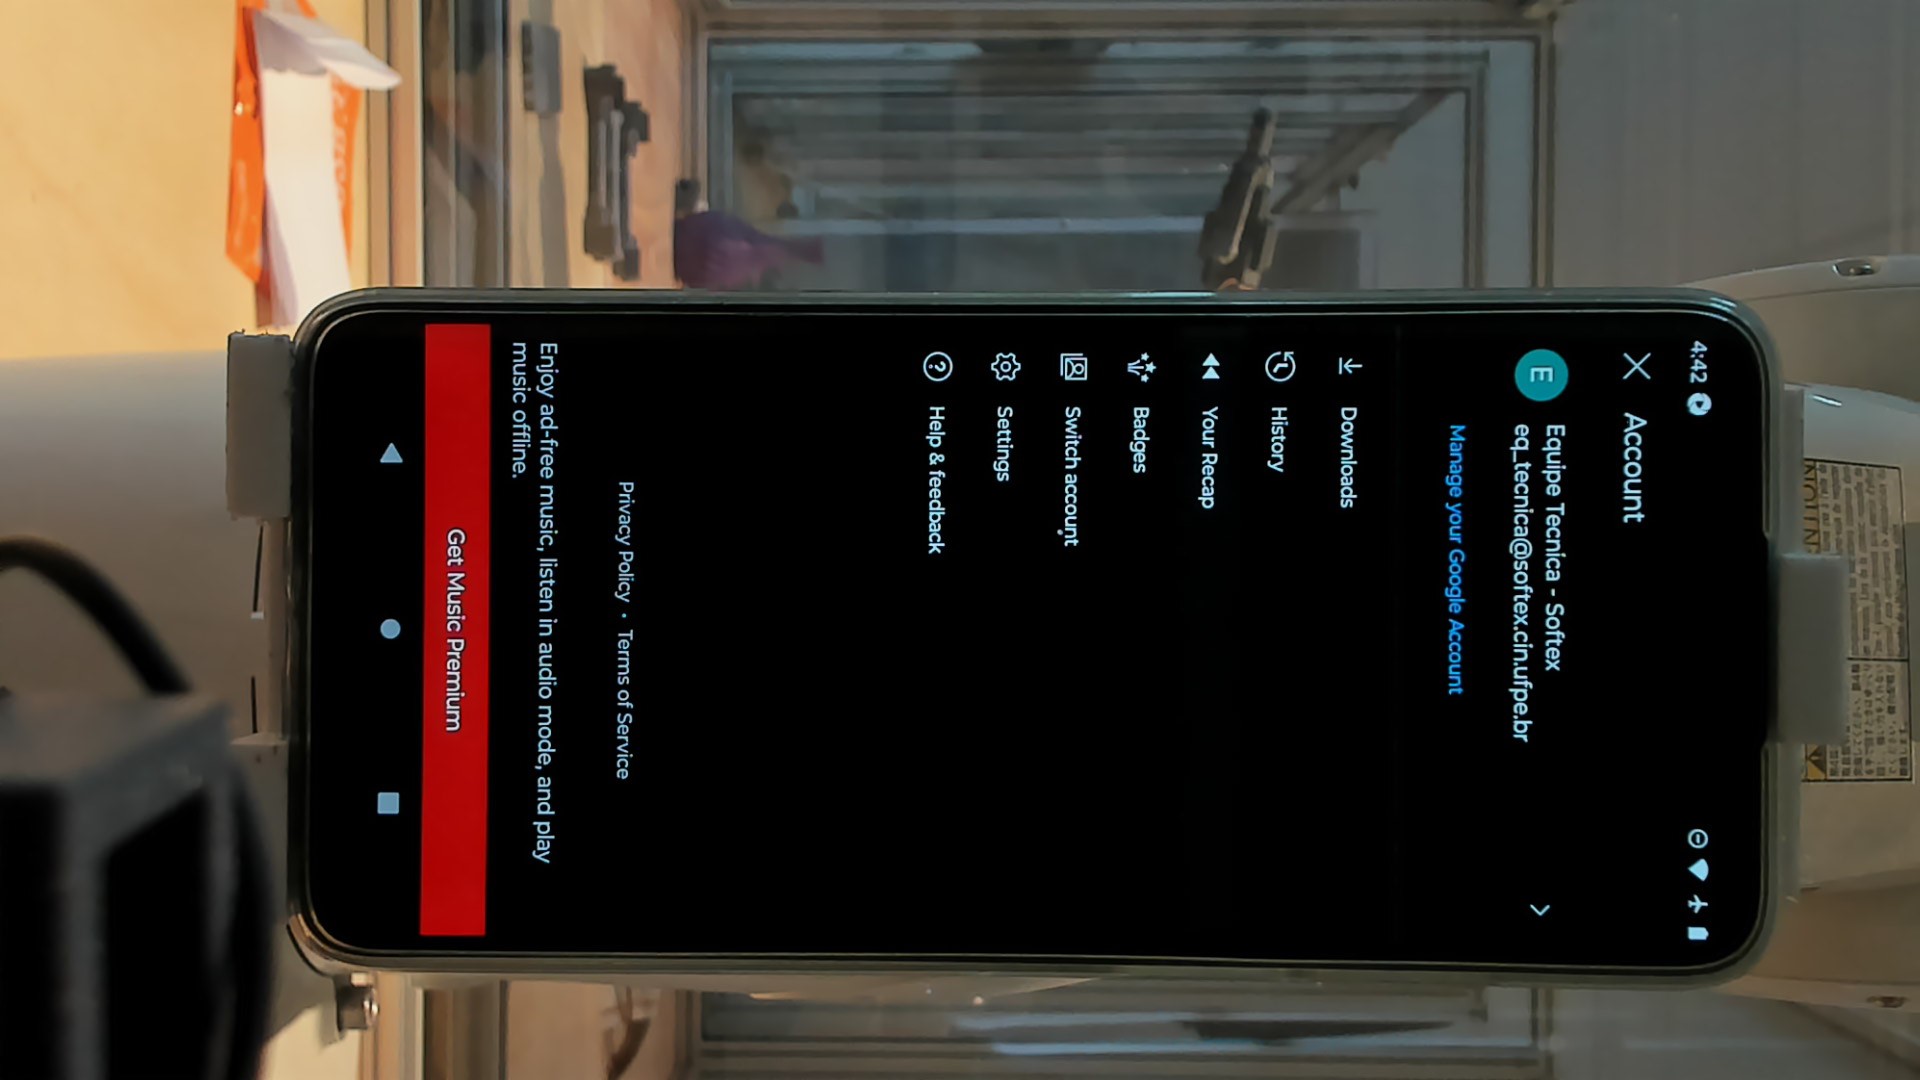 4:42
Account
E
Equipe Tecnica - Softex
eq_tecnica@softex.cin.ufpe.br
Manage your Google Account
Downloads
History
Your Recap
Badges
Switch account
Settings
Help & feedback
Privacy Policy • Terms of Service
Enjoy ad-free music, listen in audio mode, and play
music offline.
Get Music Premium